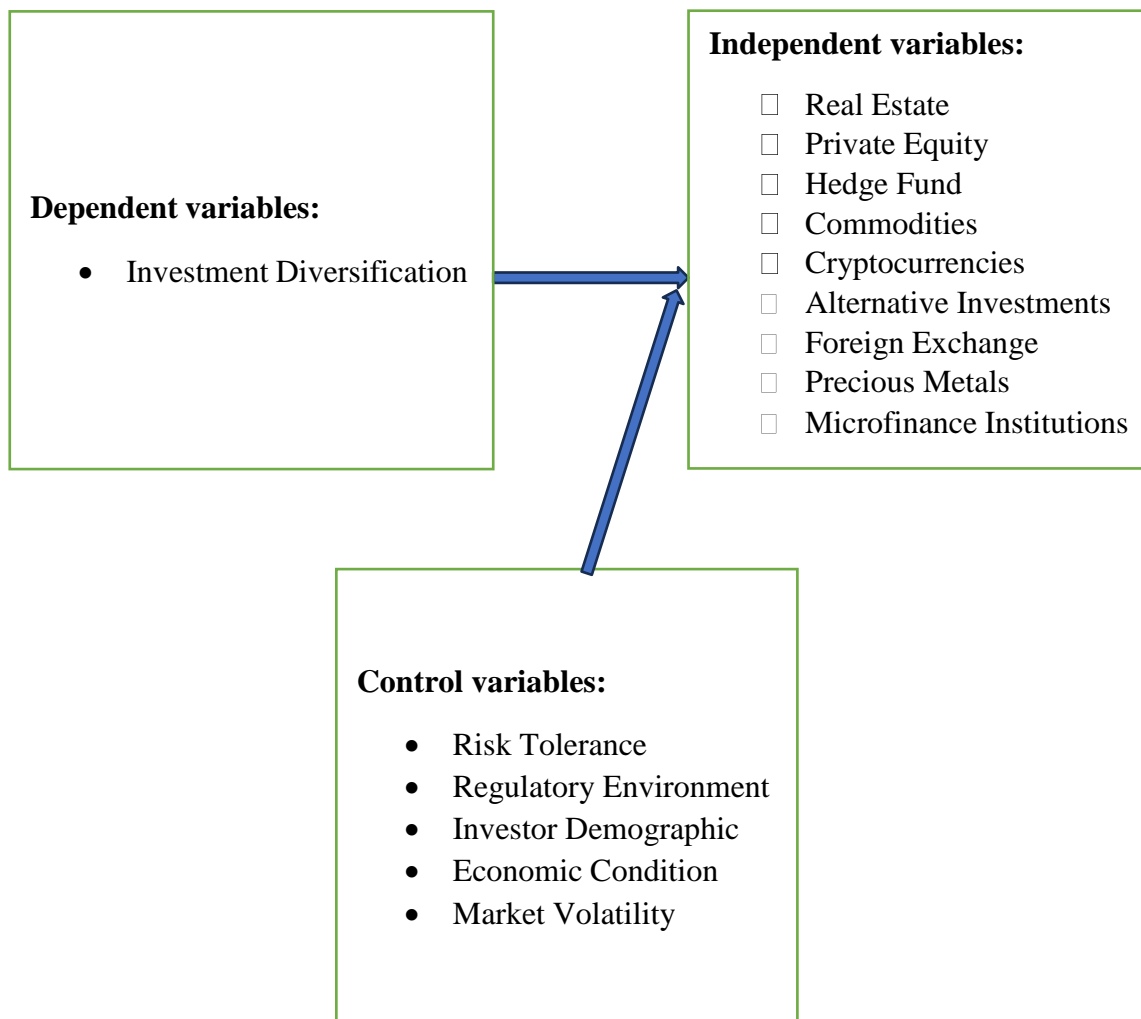 Dependent variables:
• Investment Diversification
Independent variables:
□ Real Estate
□ Private Equity
□ Hedge Fund
□ Commodities
□ Cryptocurrencies
□ Alternative Investments
□ Foreign Exchange
□ Precious Metals
□ Microfinance Institutions
Control variables:
• Risk Tolerance
• Regulatory Environment
• Investor Demographic
• Economic Condition
• Market Volatility